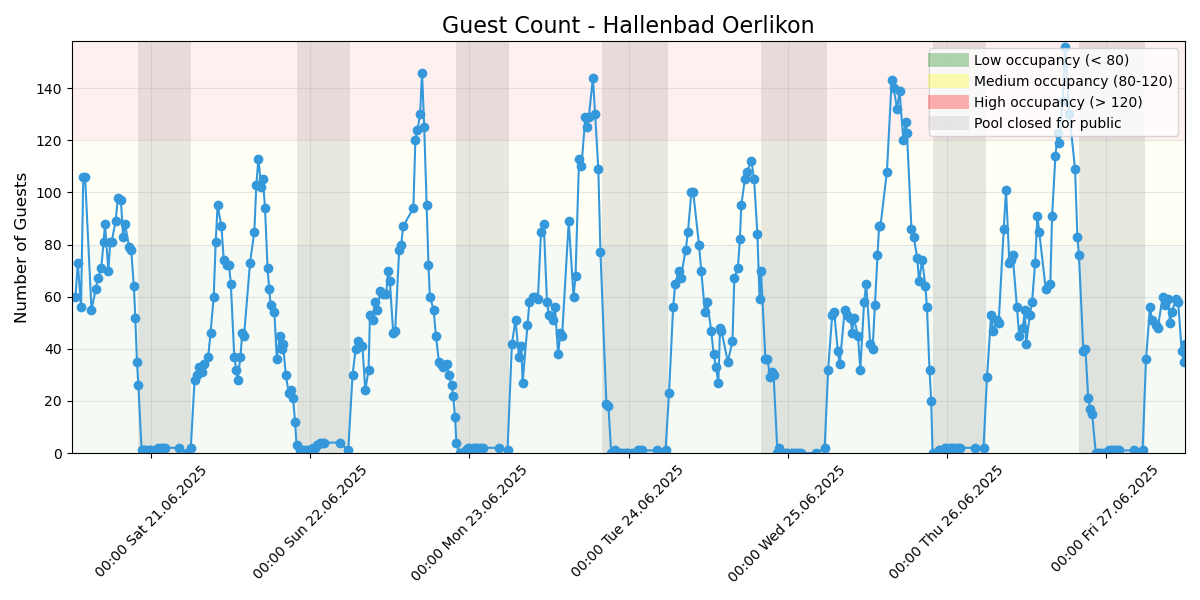 Guest Count - Hallenbad Oerlikon
Number of Guests
140
120
100
80
60
40
20
0
Low occupancy (< 80)
Medium occupancy (80-120)
High occupancy (> 120)
Pool closed for public
00:00 Sat 21.06.2025
00:00 Sun 22.06.2025
00:00 Mon 23.06.2025
00:00 Tue 24.06.2025
00:00 Wed 25.06.2025
00:00 Thu 26.06.2025
00:00 Fri 27.06.2025